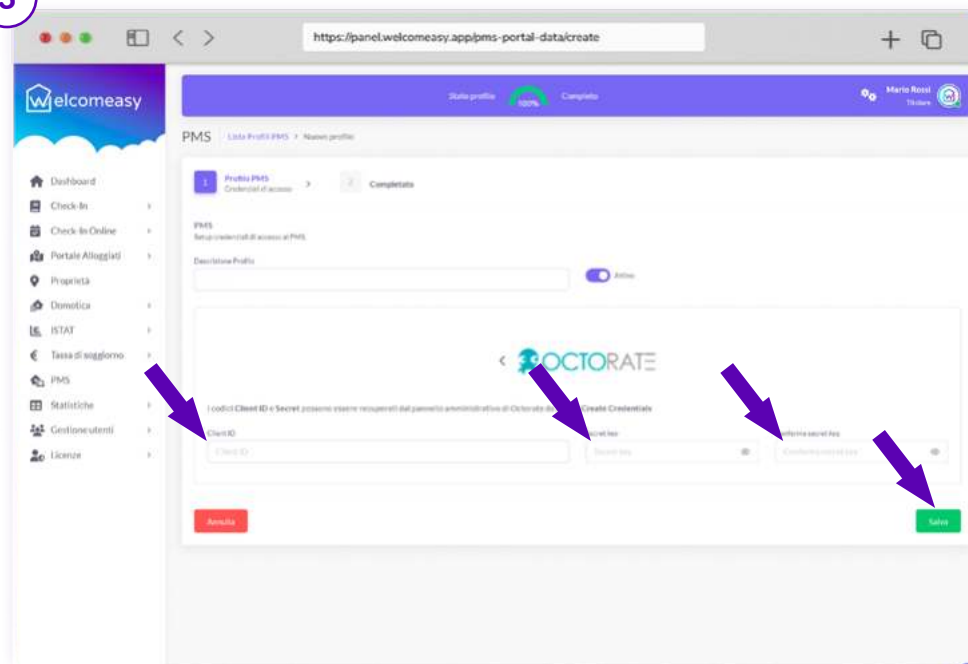 https://panel.welcomeasy.app/pms-portal-data/create
Welcomeasy
Stato profilo
100%
Completo
Mario Rossi
Titolare
PMS
Lista Profili PMS > Nuovo profilo
1
Profilo PMS
Credenziali di accesso
>
2
Completato
Dashboard
Check-In
Check-In Online
Portale Alloggiati
Proprietà
Domotica
ISTAT
Tassa di soggiorno
PMS
Statistiche
Gestione utenti
Licenze
PMS
Setup credenziali di accesso al PMS
Descrizione Profilo
Attivo
OCTORATE
I codici Client ID e Secret possono essere recuperati dal pannello amministrativo di Octorate
Create Credentials
Client ID
Client ID
Secret key
Secret key
Conferma secret key
Conferma secret key
Annulla
Salva